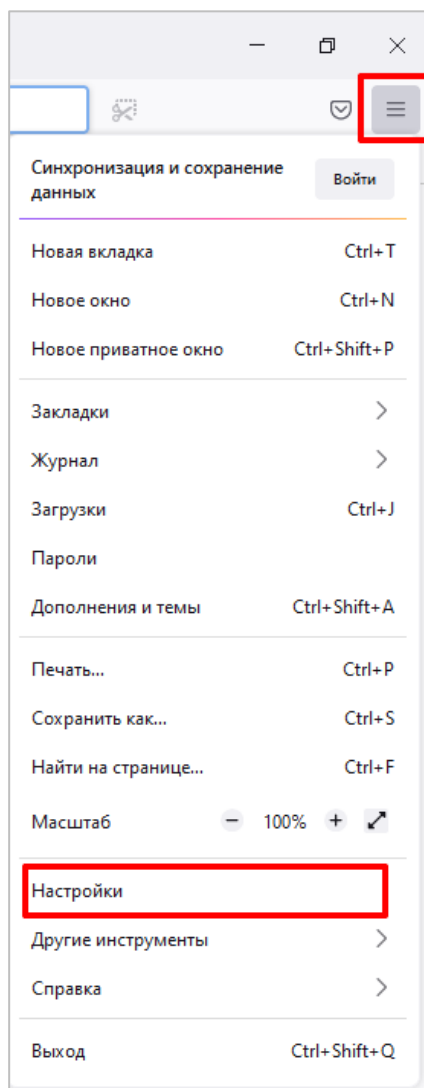 Синхронизация и сохранение
данных
Войти
Новая вкладка Ctrl+T
Новое окно Ctrl+N
Новое приватное окно Ctrl+Shift+P
Закладки
Журнал
Загрузки Ctrl+J
Пароли
Дополнения и темы Ctrl+Shift+A
Печать... Ctrl+P
Сохранить как... Ctrl+S
Найти на странице... Ctrl+F
Масштаб − 100% +
Настройки
Другие инструменты
Справка
Выход Ctrl+Shift+Q